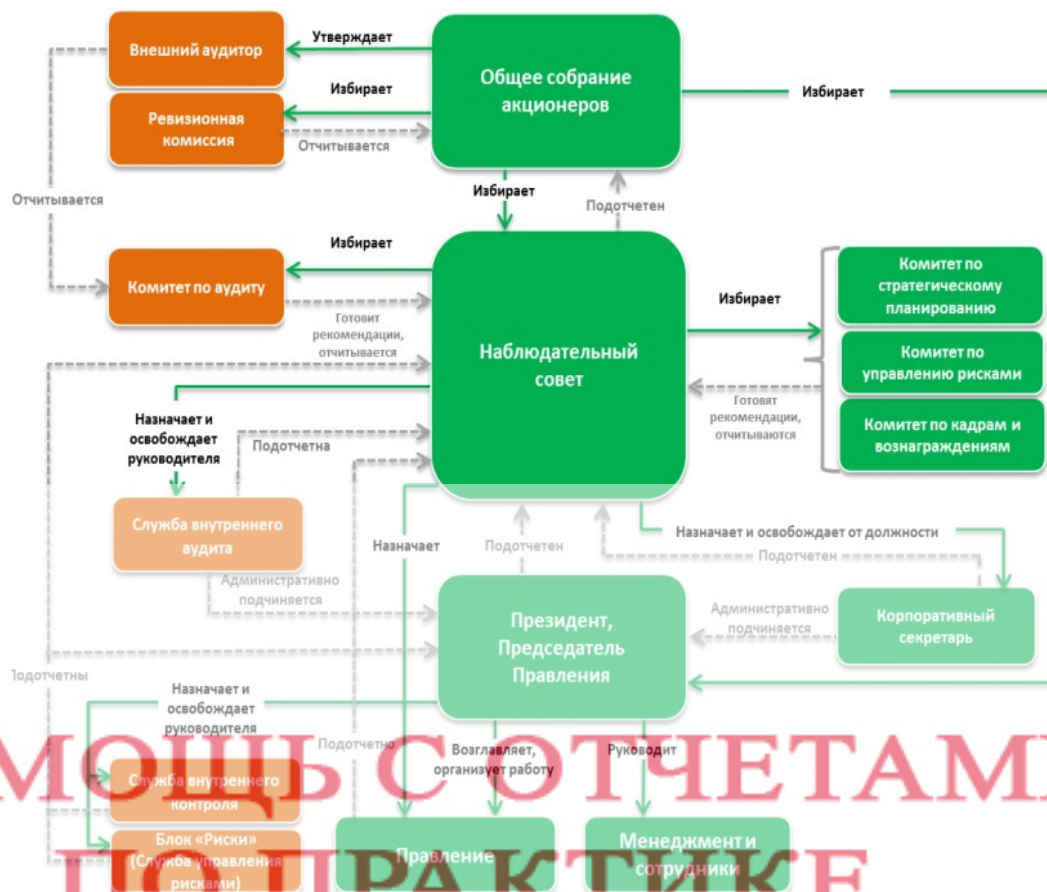 Внешний аудитор
Утверждает
Общее собрание
акционеров
Избирает
Избирает
Ревизионная
комиссия
Отчитывается
Отчитывается
Избирает
Подотчетен
Избирает
Комитет по аудиту
Готовит
рекомендации,
отчитывается
Наблюдательный
совет
Избирает
Готовят
рекомендации,
отчитываются
Комитет по
стратегическому
планированию
Комитет по
управлению рисками
Комитет по кадрам и
вознаграждениям
Назначает и
освобождает
руководителя
Подотчетна
Служба внутреннего
аудита
Назначает
Подотчетен
Назначает и освобождает от должности
Подотчетен
Административно
подчиняется
Президент,
Председатель
Правления
Административно
подчиняется
Корпоративный
секретарь
Подотчетны
Назначает и
освобождает
руководителя
Подотчетно
Возглавляет,
организует работу
Руководит
МОЩЬ С ОТЧЕТАМИ
Служба внутреннего
контроля
Блок «Риски»
(Служба управления
рисками)
Правление
Менеджмент и
сотрудники
ПО ПРАКТИКЕ